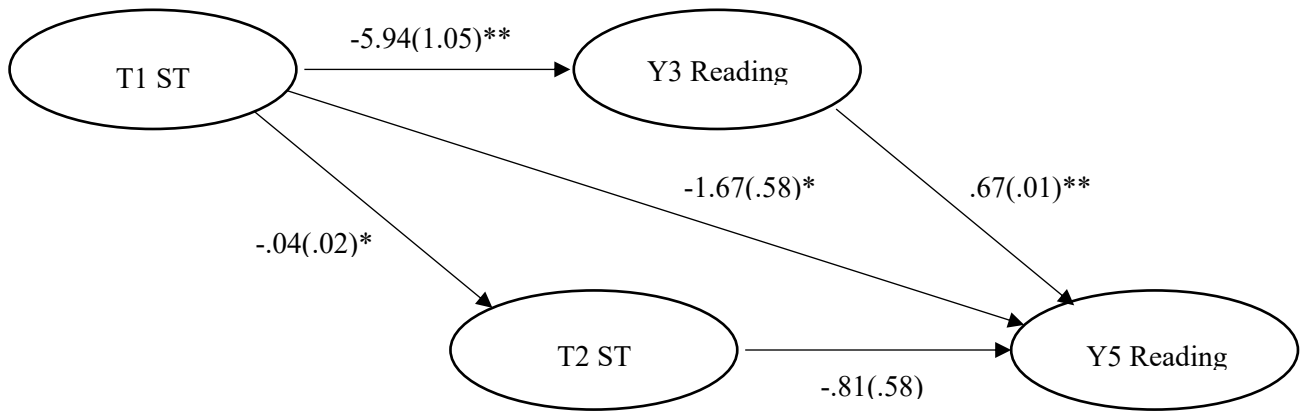 -5.94(1.05)**
T1 ST
Y3 Reading
-1.67(.58)*
.67(.01)**
-.04(.02)*
T2 ST
Y5 Reading
-.81(.58)